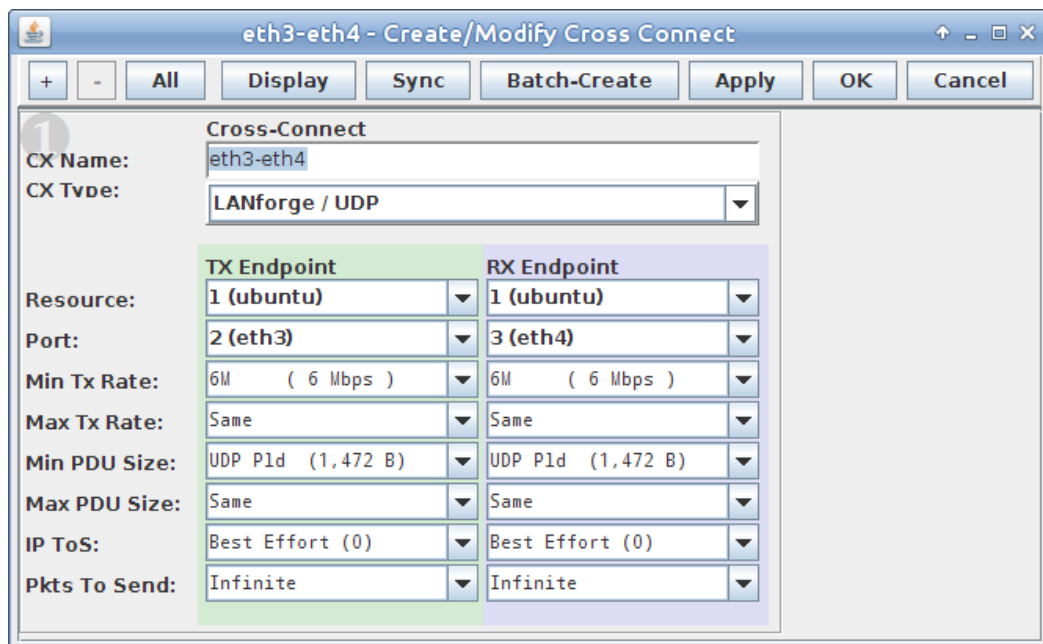 eth3-eth4 - Create/Modify Cross Connect
+ - All Display Sync Batch-Create Apply OK Cancel
1
Cross-Connect
CX Name: eth3-eth4
CX Type: LANforge / UDP
TX Endpoint RX Endpoint
Resource: 1 (ubuntu) 1 (ubuntu)
Port: 2 (eth3) 3 (eth4)
Min Tx Rate: 6M ( 6 Mbps ) 6M ( 6 Mbps )
Max Tx Rate: Same Same
Min PDU Size: UDP Pld (1,472 B) UDP Pld (1,472 B)
Max PDU Size: Same Same
IP ToS: Best Effort (0) Best Effort (0)
Pkts To Send: Infinite Infinite